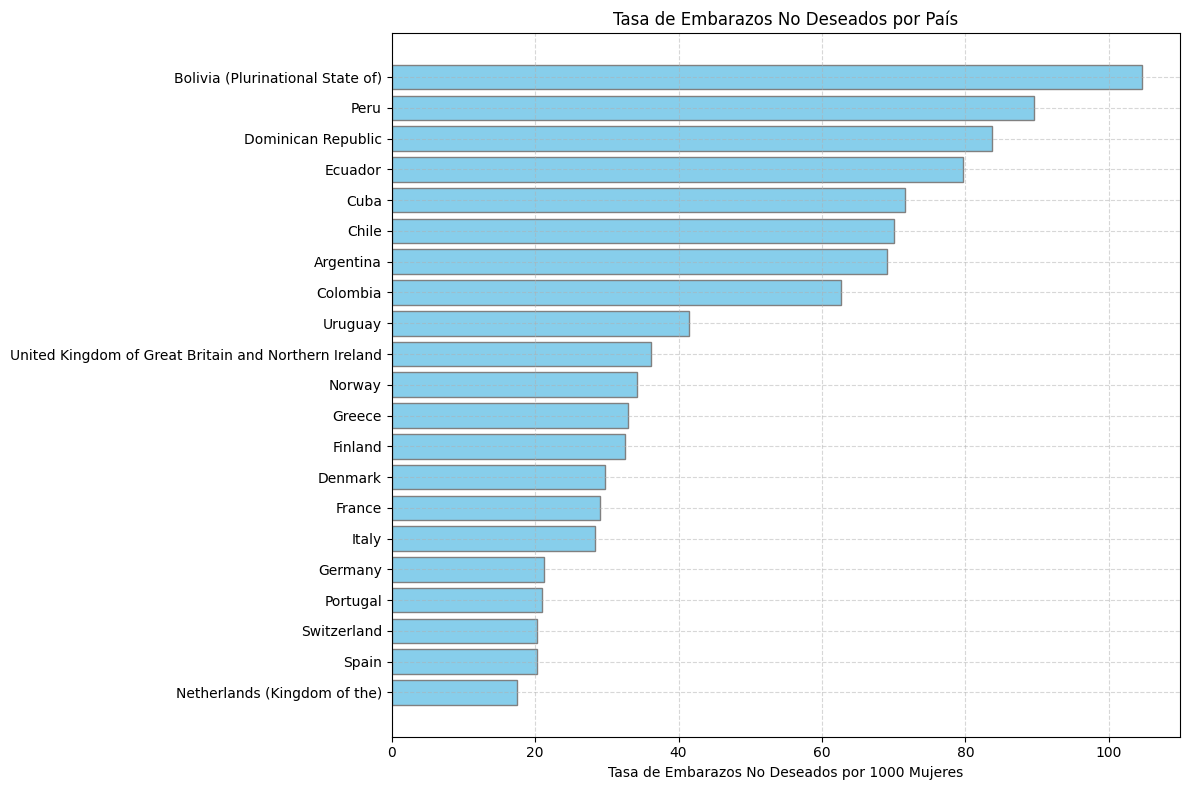 Tasa de Embarazos No Deseados por País
Bolivia (Plurinational State of)
Peru
Dominican Republic
Ecuador
Cuba
Chile
Argentina
Colombia
Uruguay
United Kingdom of Great Britain and Northern Ireland
Norway
Greece
Finland
Denmark
France
Italy
Germany
Portugal
Switzerland
Spain
Netherlands (Kingdom of the)
0 20 40 60 80 100
Tasa de Embarazos No Deseados por 1000 Mujeres